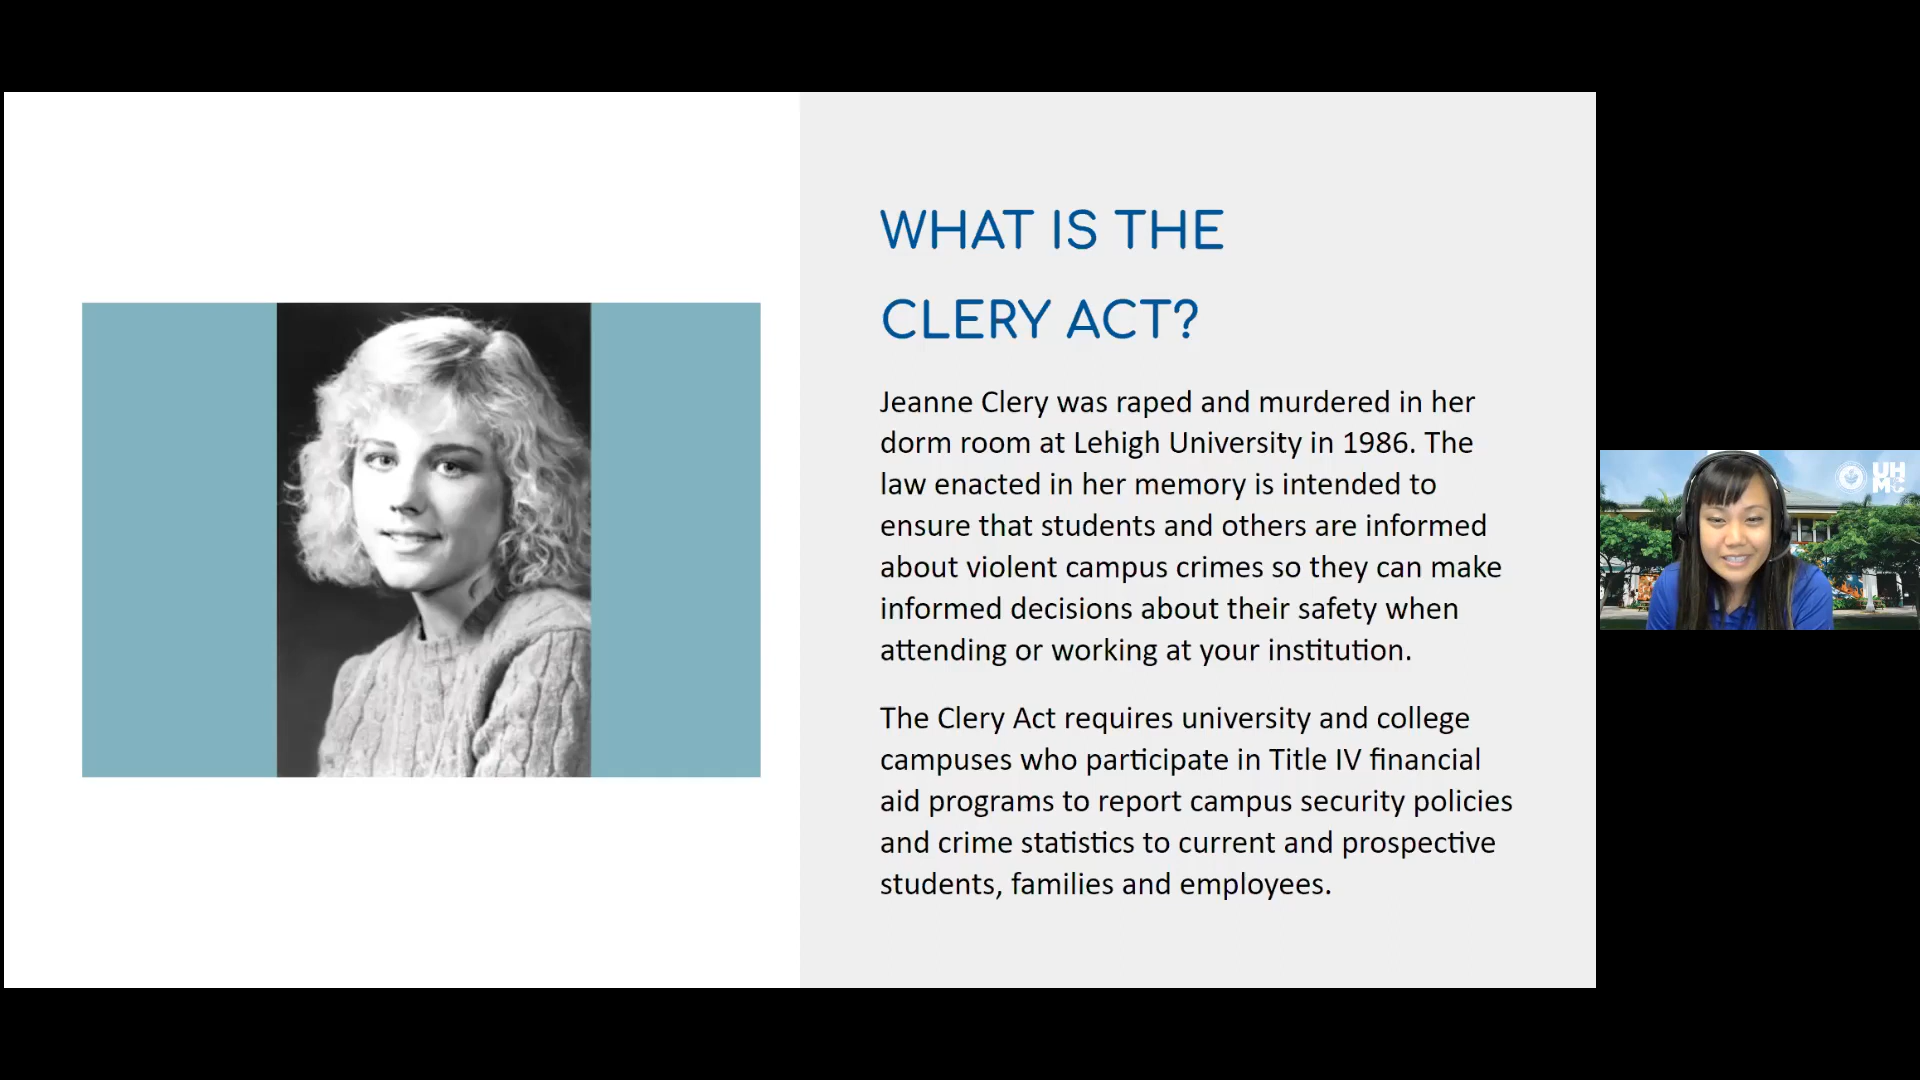 WHAT IS THE
CLERY ACT?
Jeanne Clery was raped and murdered in her
dorm room at Lehigh University in 1986. The
law enacted in her memory is intended to
ensure that students and others are informed
about violent campus crimes so they can make
informed decisions about their safety when
attending or working at your institution.
The Clery Act requires university and college
campuses who participate in Title IV financial
aid programs to report campus security policies
and crime statistics to current and prospective
students, families and employees.
UH
MC